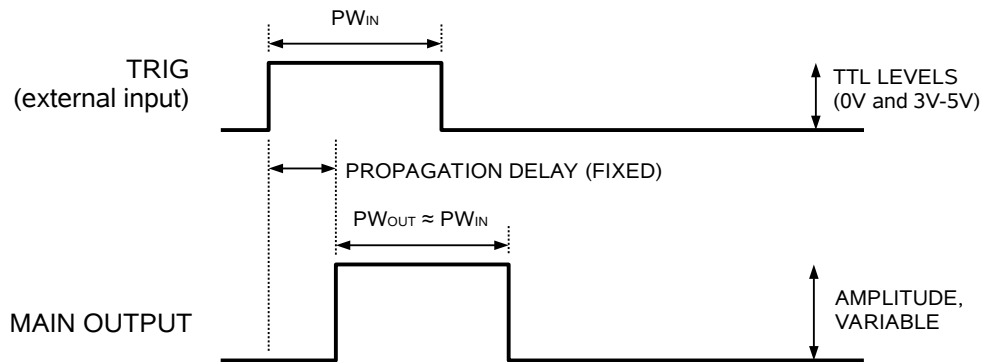 PWIN
TRIG
(external input)
TTL LEVELS
(0V and 3V-5V)
PROPAGATION DELAY (FIXED)
PWOUT ≈ PWIN
MAIN OUTPUT
AMPLITUDE,
VARIABLE